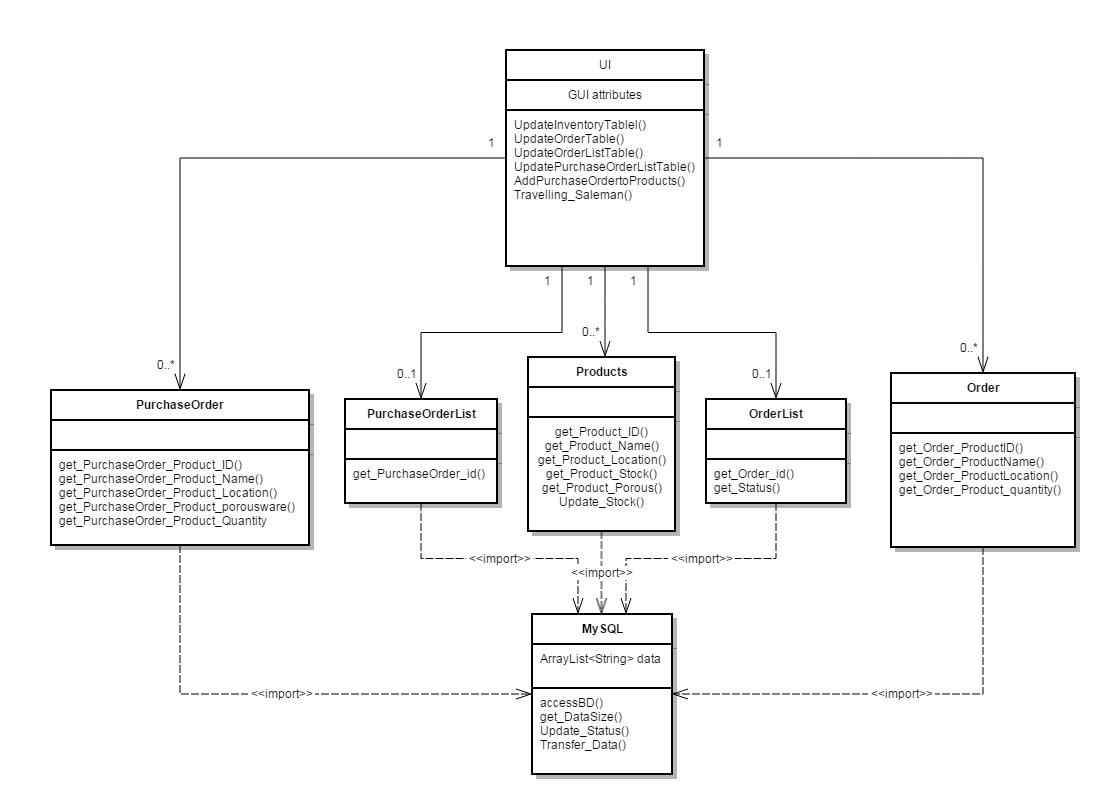 UI
GUI attributes
UpdateInventoryTablel()
UpdateOrderTable()
UpdateOrderListTable()
UpdatePurchaseOrderListTable()
AddPurchaseOrdertoProducts()
Travelling_Saleman()
1
1
1
1
1
0..*
0..1
0..*
0..1
0..*
PurchaseOrder
get_PurchaseOrder_Product_ID()
get_PurchaseOrder_Product_Name()
get_PurchaseOrder_Product_Location()
get_PurchaseOrder_Product_porousware()
get_PurchaseOrder_Product_Quantity
PurchaseOrderList
get_PurchaseOrder_id()
Products
get_Product_ID()
get_Product_Name()
get_Product_Location()
get_Product_Stock()
get_Product_Porous()
Update_Stock()
OrderList
get_Order_id()
get_Status()
Order
get_Order_ProductID()
get_Order_ProductName()
get_Order_ProductLocation()
get_Order_Product_quantity()
<<import>>
<<import>>
<<import>>
<<import>>
<<import>>
MySQL
ArrayList<String> data
accessBD()
get_DataSize()
Update_Status()
Transfer_Data()